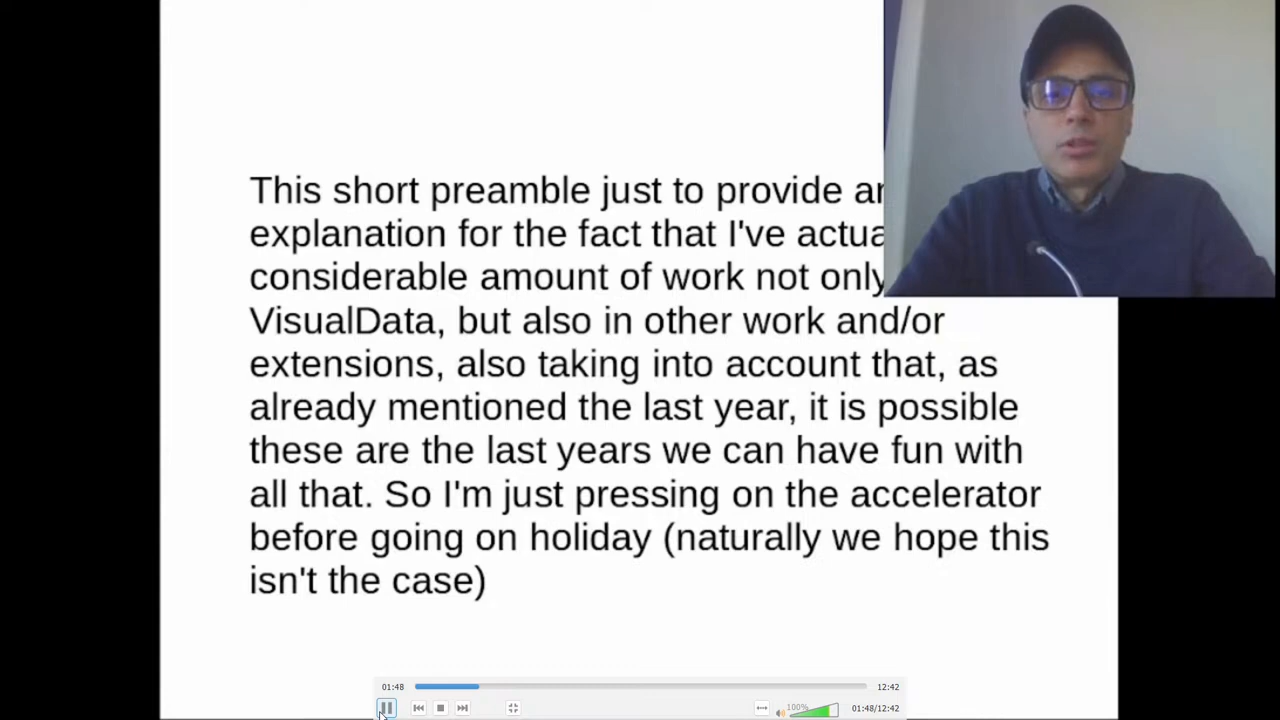 This short preamble just to provide an
explanation for the fact that I've actua
considerable amount of work not only
VisualData, but also in other work and/or
extensions, also taking into account that, as
already mentioned the last year, it is possible
these are the last years we can have fun with
all that. So I'm just pressing on the accelerator
before going on holiday (naturally we hope this
isn't the case)
01:48 12:42
100% 01:48/12:42